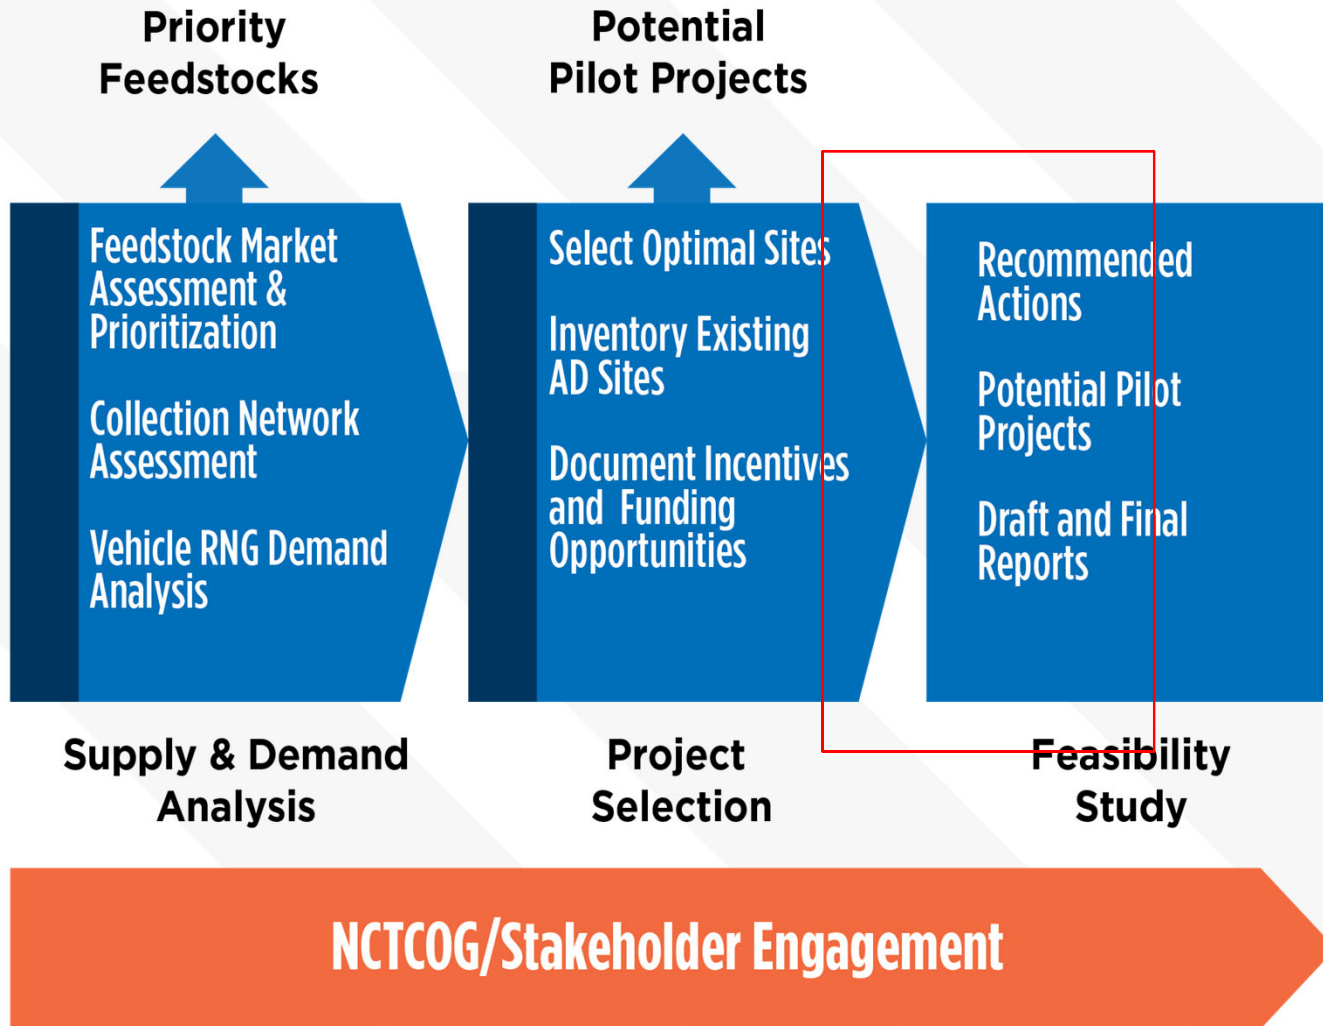 Priority
Feedstocks
Potential
Pilot Projects
Feedstock Market
Assessment &
Prioritization
Collection Network
Assessment
Vehicle RNG Demand
Analysis
Select Optimal Sites
Inventory Existing
AD Sites
Document Incentives
and Funding
Opportunities
Recommended
Actions
Potential Pilot
Projects
Draft and Final
Reports
Supply & Demand
Analysis
Project
Selection
Feasibility
Study
NCTCOG/Stakeholder Engagement